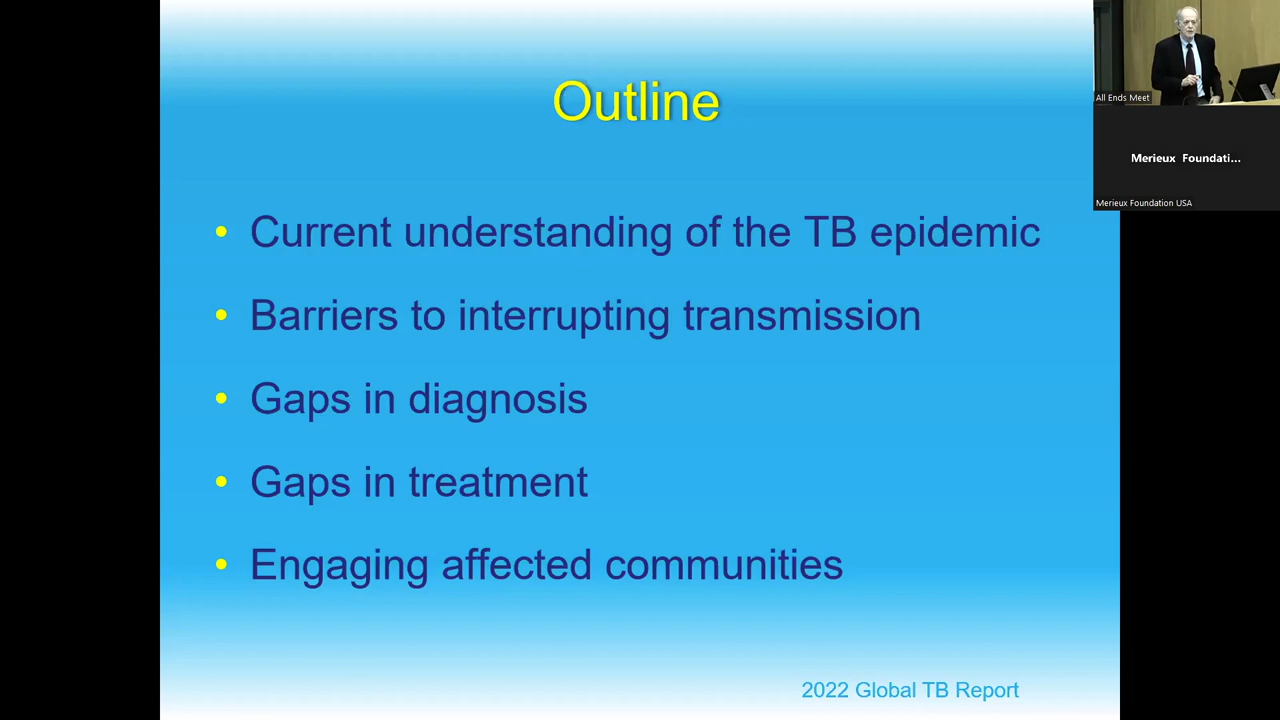 Outline
• Current understanding of the TB epidemic
• Barriers to interrupting transmission
• Gaps in diagnosis
• Gaps in treatment
• Engaging affected communities
2022 Global TB Report
All Ends Meet
Merieux Foundati...
Merieux Foundation USA